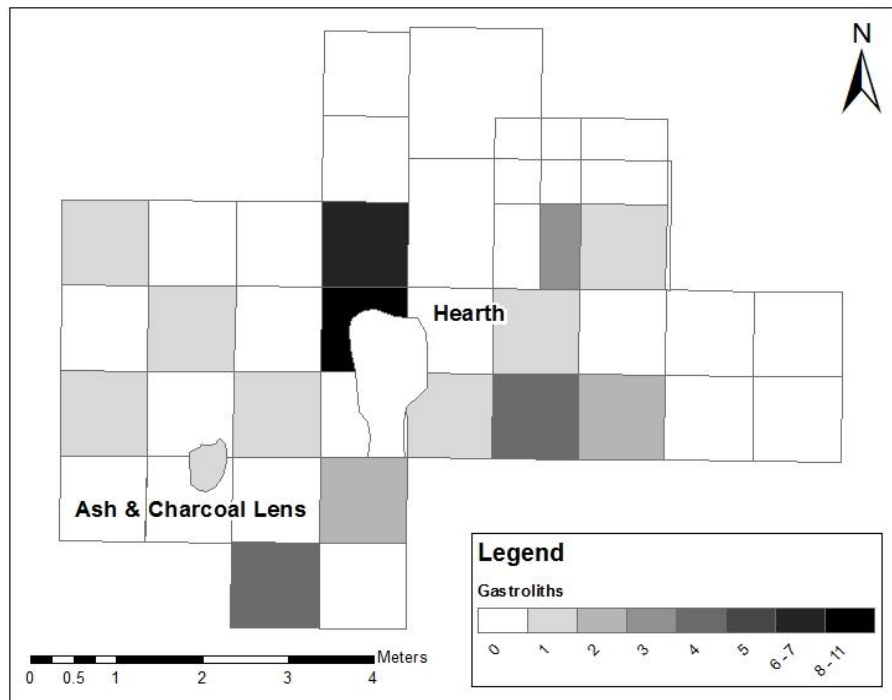 N
Hearth
Ash & Charcoal Lens
Legend
Gastroliths
0 1 2 3 4 5 6 - 7 8 - 11
Meters
0 0.5 1 2 3 4